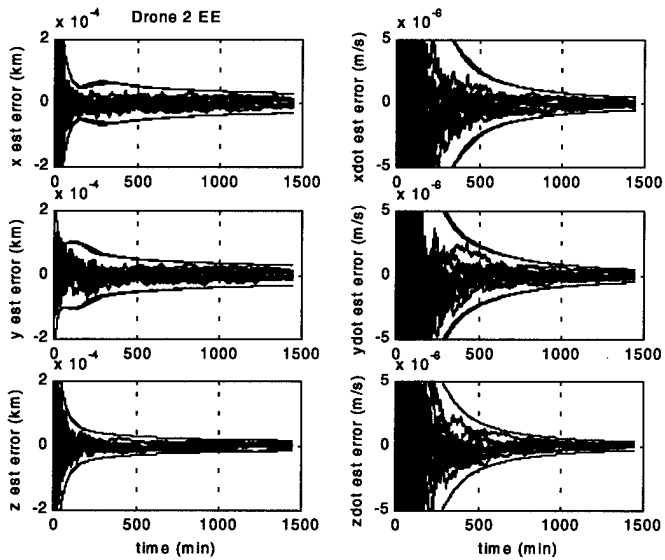 x 10⁻⁴ Drone 2 EE
2
0
-2
x est error (km)
0 500 1000 1500
x 10⁻⁶
5
0
-5
xdot est error (m/s)
0 500 1000 1500
x 10⁻⁴
2
0
-2
y est error (km)
0 500 1000 1500
x 10⁻⁶
5
0
-5
ydot est error (m/s)
0 500 1000 1500
x 10⁻⁴
2
0
-2
z est error (km)
0 500 1000 1500
time (min)
x 10⁻⁶
5
0
-5
zdot est error (m/s)
0 500 1000 1500
time (min)